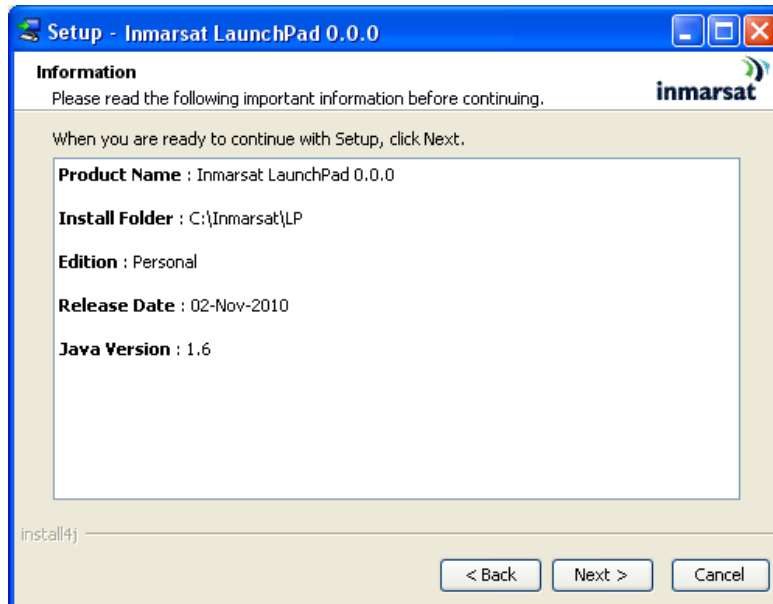 Setup - Inmarsat LaunchPad 0.0.0
Information
Please read the following important information before continuing.
inmarsat
When you are ready to continue with Setup, click Next.
Product Name : Inmarsat LaunchPad 0.0.0
Install Folder : C:\Inmarsat\LP
Edition : Personal
Release Date : 02-Nov-2010
Java Version : 1.6
install4j
< Back
Next >
Cancel